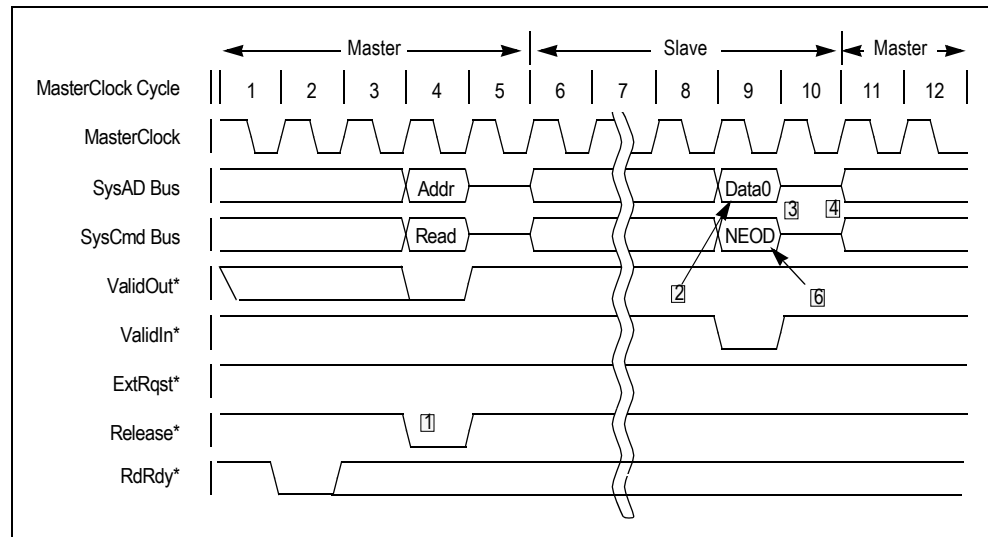 Master Slave Master
MasterClock Cycle 1 2 3 4 5 6 7 8 9 10 11 12
MasterClock
SysAD Bus Addr Data0
3 4
SysCmd Bus Read NEOD
ValidOut* 2 6
ValidIn*
ExtRqst*
Release* 1
RdRdy*